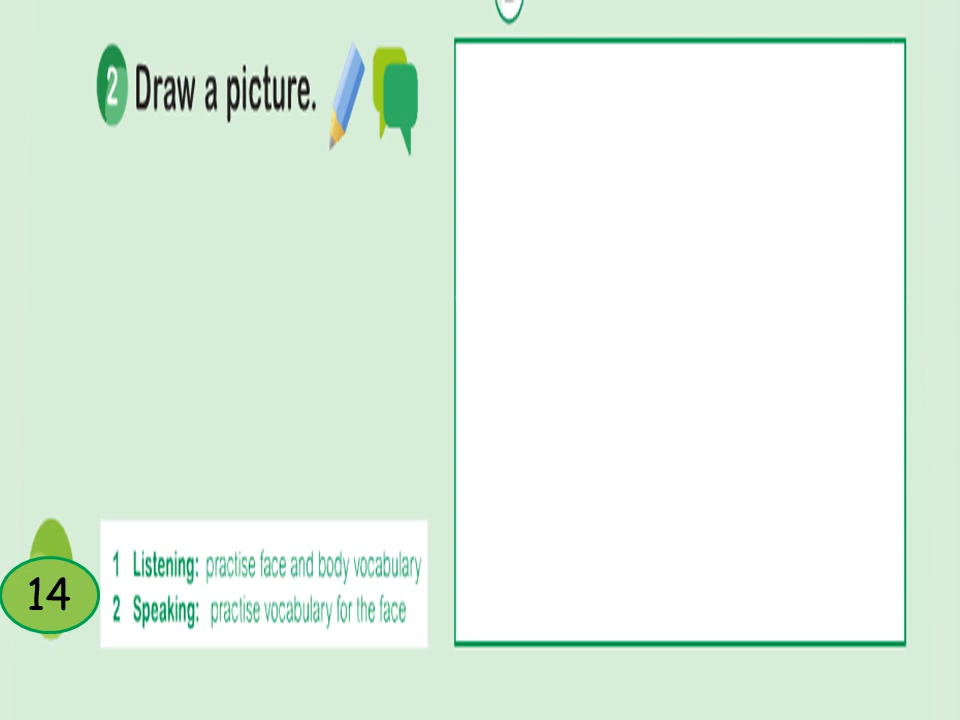 2 Draw a picture.
1 Listening: practise face and body vocabulary
2 Speaking: practise vocabulary for the face
14